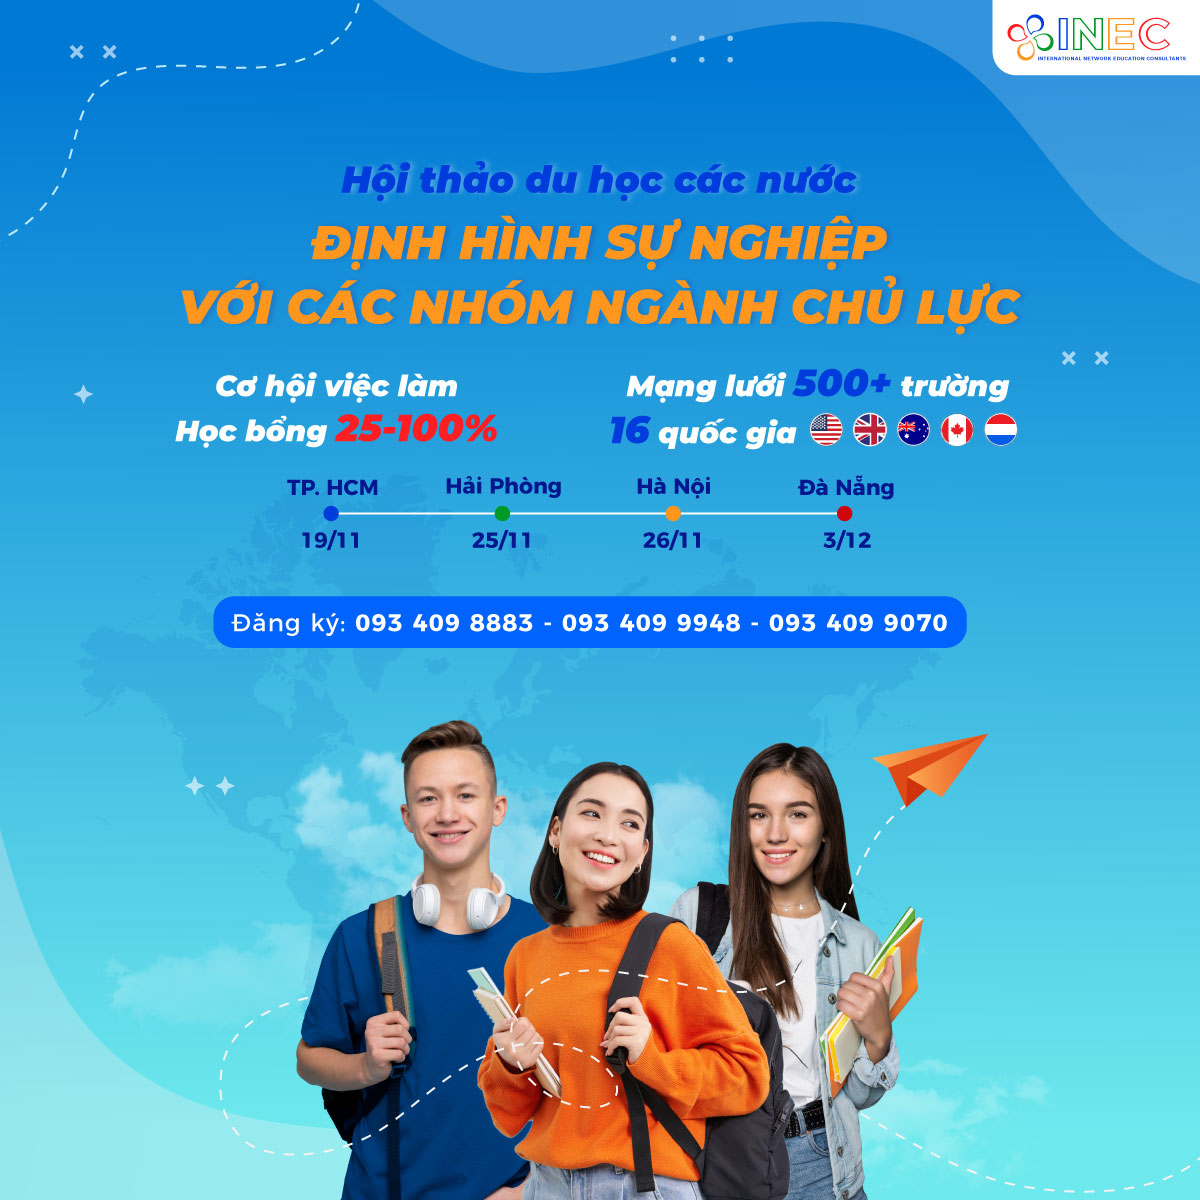 INEC
INTERNATIONAL NETWORK EDUCATION CONSULTANTS
Hội thảo du học các nước
ĐỊNH HÌNH SỰ NGHIỆP
VỚI CÁC NHÓM NGÀNH CHỦ LỰC
Cơ hội việc làm
Học bổng 25-100%
Mạng lưới 500+ trường
16 quốc gia
TP. HCM Hải Phòng Hà Nội Đà Nẵng
19/11 25/11 26/11 3/12
Đăng ký: 093 409 8883 - 093 409 9948 - 093 409 9070